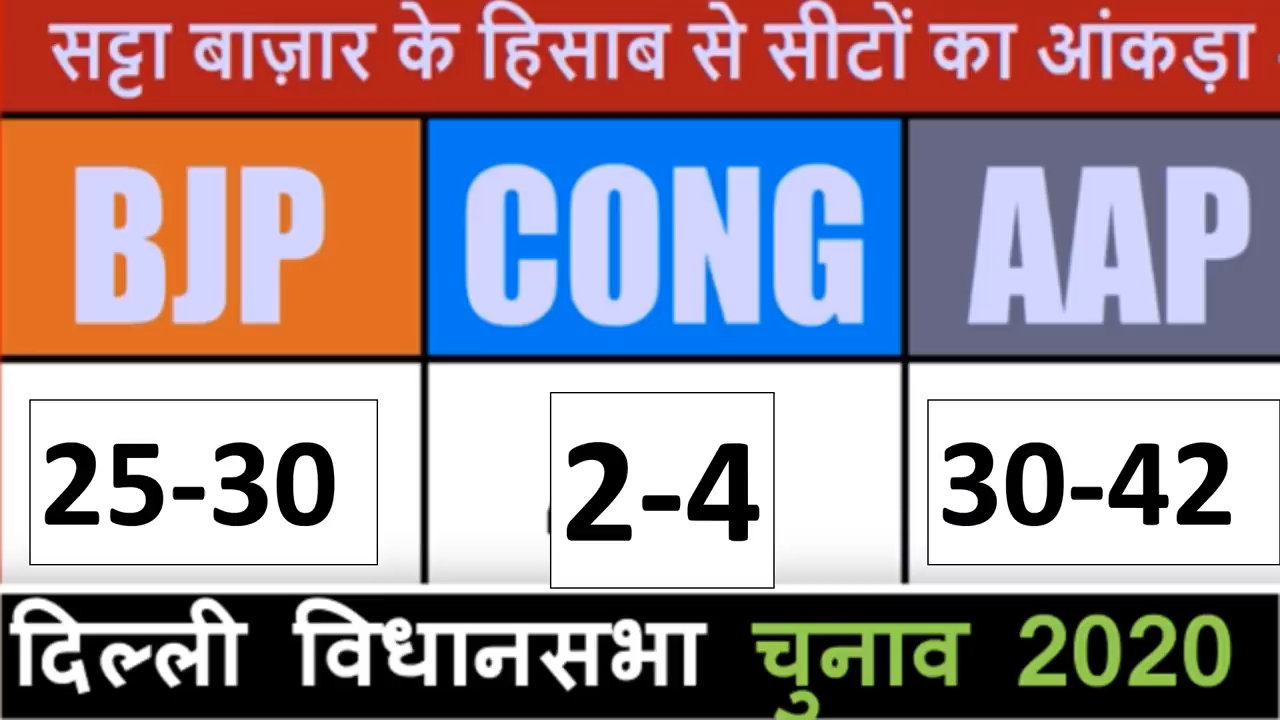 सट्टा बाज़ार के हिसाब से सीटों का आंकड़ा
BJP CONG AAP
25-30 2-4 30-42
दिल्ली विधानसभा चुनाव 2020